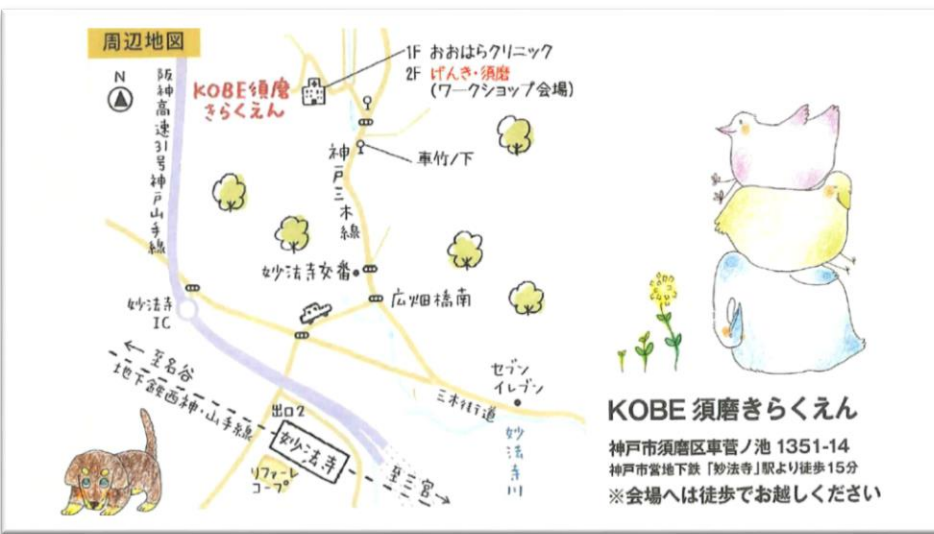 周辺地図
N
阪神高速31号神戸山手線
KOBE須磨
きらくえん
1F おおはらクリニック
2F げんき・須磨
(ワークショップ会場)
車竹ノ下
神戸三木線
妙法寺交番
広畑橋南
妙法寺
IC
←至名谷
地下鉄西神・山手線
出口2
妙法寺
リファーレ
コープ
至三宮→
三木街道
セブン
イレブン
妙法寺川
KOBE 須磨きらくえん
神戸市須磨区車菅ノ池 1351-14
神戸市営地下鉄「妙法寺」駅より徒歩15分
※会場へは徒歩でお越しください